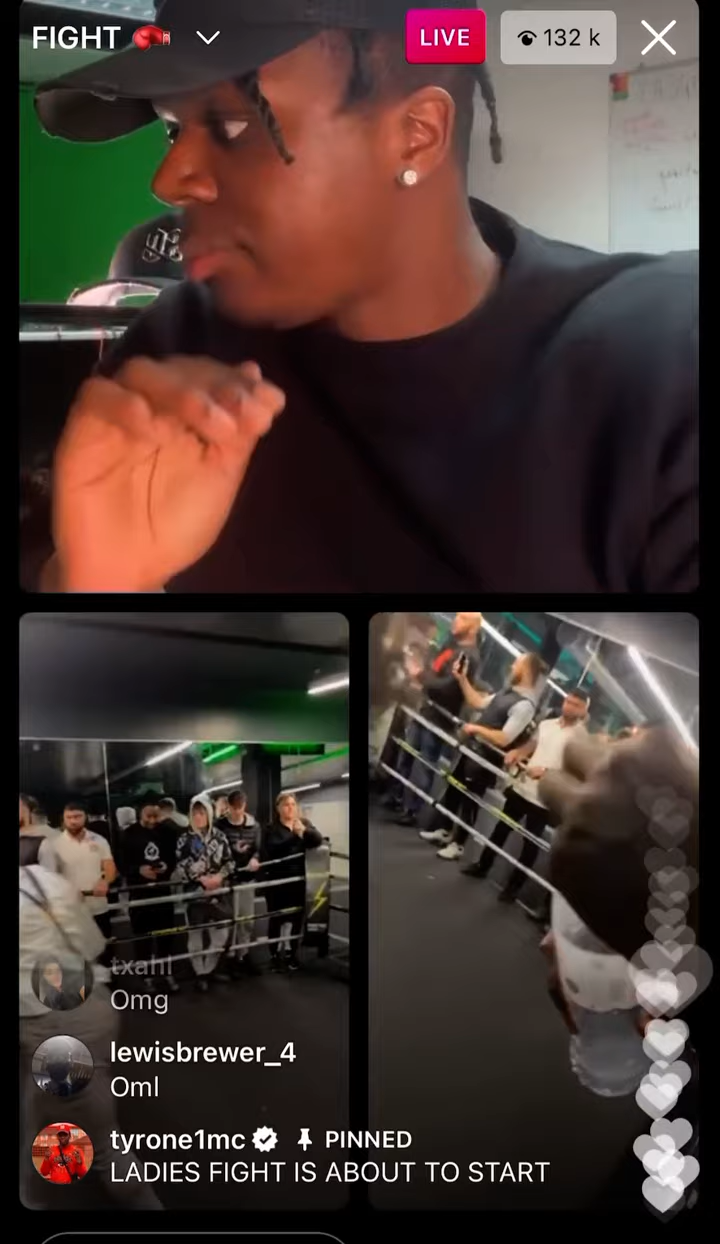 FIGHT 🥊
LIVE
132 k
txahl
Omg
lewisbrewer_4
Oml
tyrone1mc PINNED
LADIES FIGHT IS ABOUT TO START